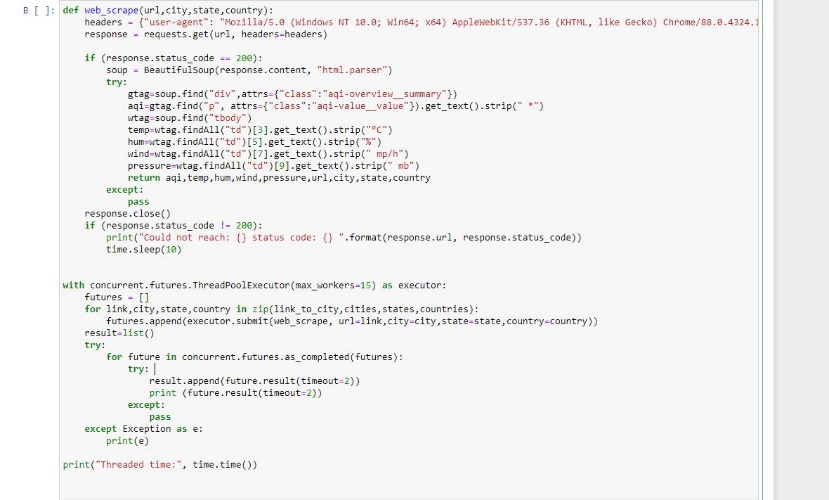 B [ ]: def web_scrape(url,city,state,country):
headers = {"user-agent": "Mozilla/5.0 (Windows NT 10.0; Win64; x64) AppleWebKit/537.36 (KHTML, like Gecko) Chrome/88.0.4324.1
response = requests.get(url, headers=headers)
if (response.status_code == 200):
soup = BeautifulSoup(response.content, "html.parser")
try:
gtag=soup.find("div",attrs={"class":"aqi-overview__summary"})
aqi=gtag.find("p", attrs={"class":"aqi-value__value"}).get_text().strip(" *")
wtag=soup.find("tbody")
temp=wtag.findAll("td")[3].get_text().strip("°C")
hum=wtag.findAll("td")[5].get_text().strip("%")
wind=wtag.findAll("td")[7].get_text().strip(" mp/h")
pressure=wtag.findAll("td")[9].get_text().strip(" mb")
return aqi,temp,hum,wind,pressure,url,city,state,country
except:
pass
response.close()
if (response.status_code != 200):
print("Could not reach: {} status code: {} ".format(response.url, response.status_code))
time.sleep(10)
with concurrent.futures.ThreadPoolExecutor(max_workers=15) as executor:
futures = []
for link,city,state,country in zip(link_to_city,cities,states,countries):
futures.append(executor.submit(web_scrape, url=link,city=city,state=state,country=country))
result=list()
try:
for future in concurrent.futures.as_completed(futures):
try:
result.append(future.result(timeout=2))
print (future.result(timeout=2))
except:
pass
except Exception as e:
print(e)
print("Threaded time:", time.time())